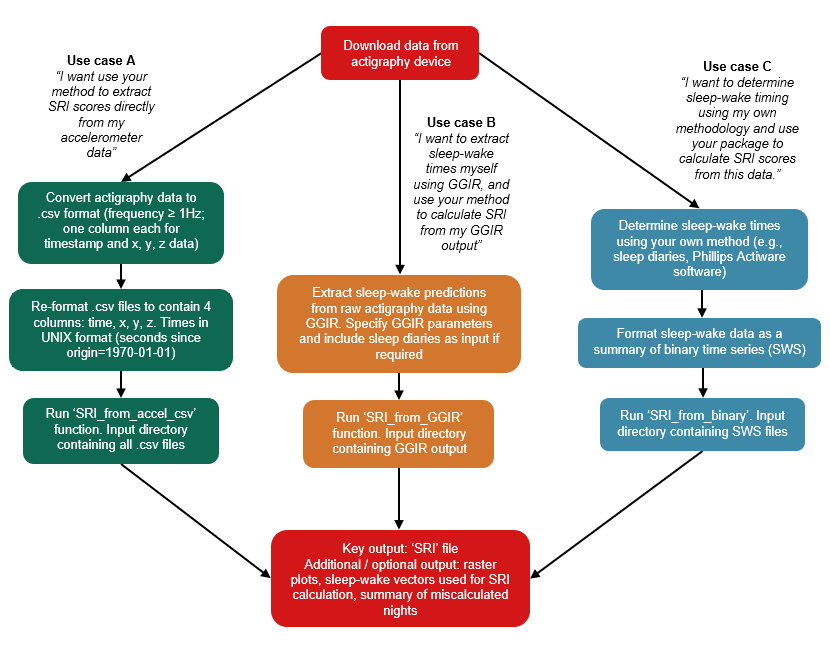 Download data from
actigraphy device
Use case A
“I want use your
method to extract
SRI scores directly
from my
accelerometer
data”
Use case B
“I want to extract
sleep-wake
times myself
using GGIR, and
use your method
to calculate SRI
from my GGIR
output”
Use case C
“I want to determine
sleep-wake timing
using my own
methodology and use
your package to
calculate SRI scores
from this data.”
Convert actigraphy data to
.csv format (frequency ≥ 1Hz;
one column each for
timestamp and x, y, z data)
Re-format .csv files to contain 4
columns: time, x, y, z. Times in
UNIX format (seconds since
origin=1970-01-01)
Run ‘SRI_from_accel_csv’
function. Input directory
containing all .csv files
Extract sleep-wake predictions
from raw actigraphy data using
GGIR. Specify GGIR parameters
and include sleep diaries as input if
required
Run ‘SRI_from_GGIR’
function. Input directory
containing GGIR output
Determine sleep-wake times
using your own method (e.g.,
sleep diaries, Phillips Actiware
software)
Format sleep-wake data as a
summary of binary time series (SWS)
Run ‘SRI_from_binary’. Input
directory containing SWS files
Key output: ‘SRI’ file
Additional / optional output: raster
plots, sleep-wake vectors used for SRI
calculation, summary of miscalculated
nights